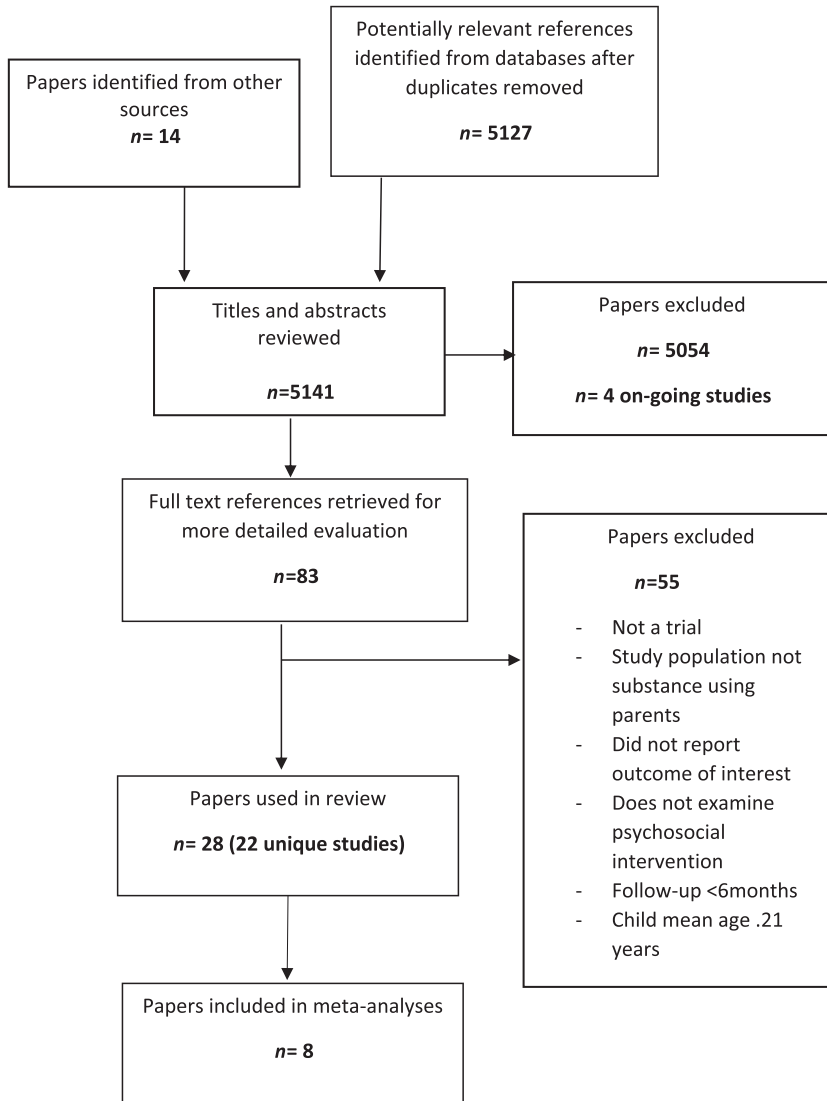 Papers identified from other
sources
n= 14
Potentially relevant references
identified from databases after
duplicates removed
n= 5127
Titles and abstracts
reviewed
n=5141
Papers excluded
n= 5054
n= 4 on-going studies
Full text references retrieved for
more detailed evaluation
n=83
Papers excluded
n=55
- Not a trial
- Study population not
substance using
parents
- Did not report
outcome of interest
- Does not examine
psychosocial
intervention
- Follow-up <6months
- Child mean age .21
years
Papers used in review
n= 28 (22 unique studies)
Papers included in meta-analyses
n= 8